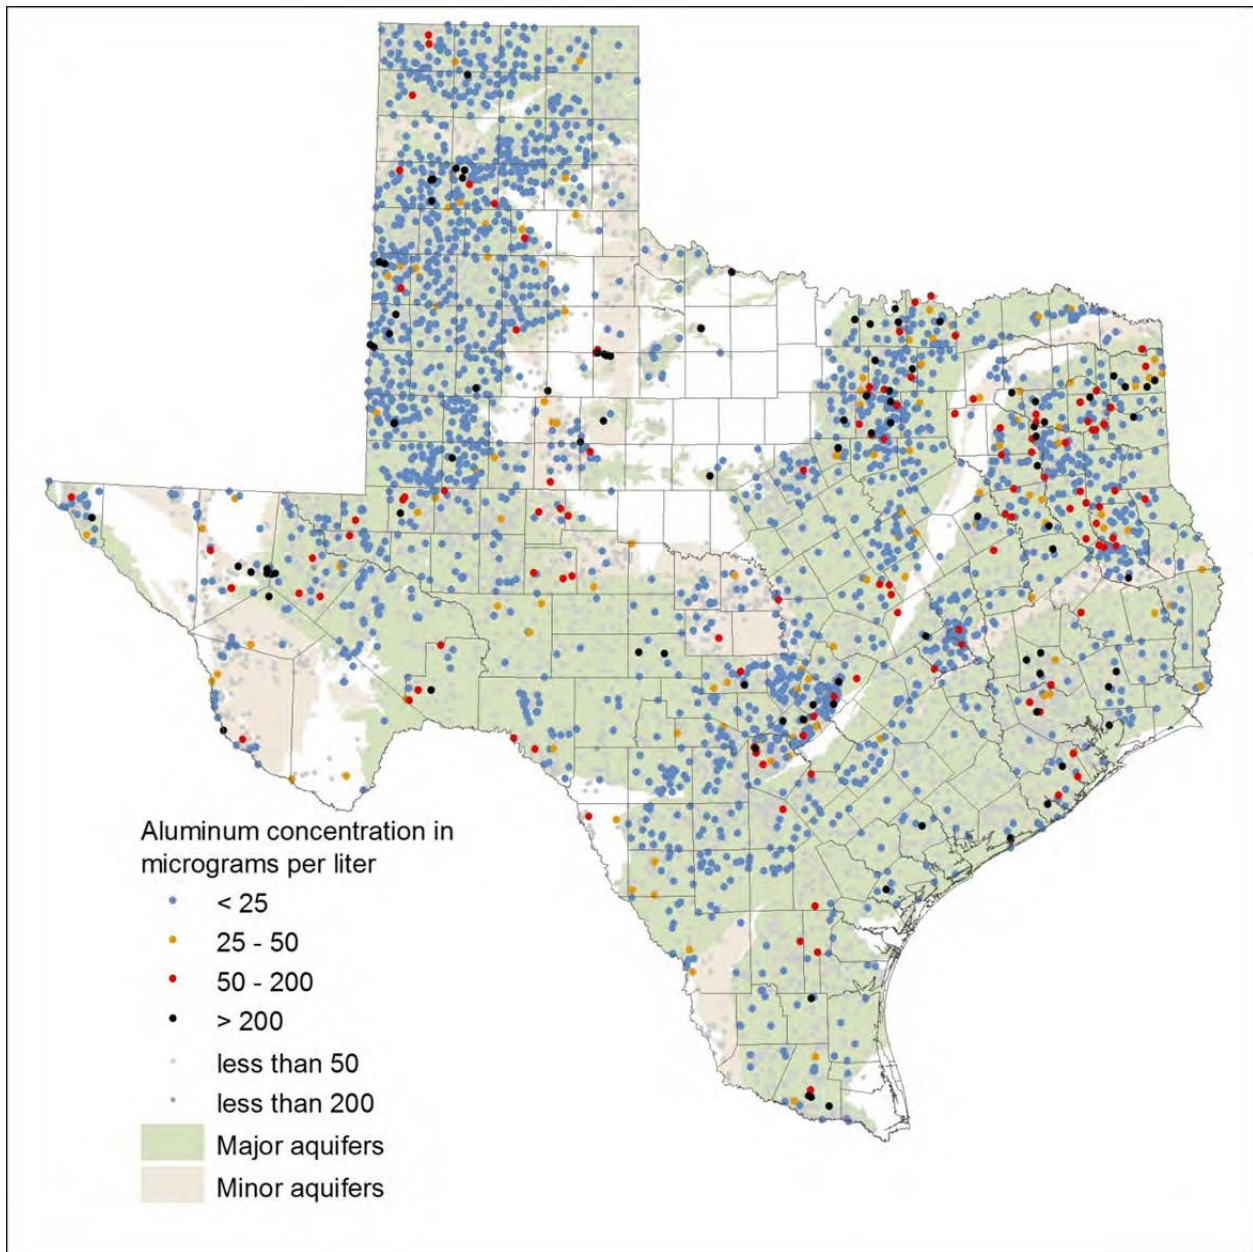 Aluminum concentration in
micrograms per liter
< 25
25 - 50
50 - 200
> 200
less than 50
less than 200
Major aquifers
Minor aquifers